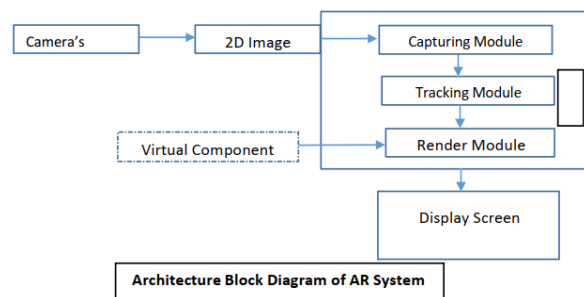 Camera's
2D Image
Capturing Module
Tracking Module
Virtual Component
Render Module
Display Screen
Architecture Block Diagram of AR System